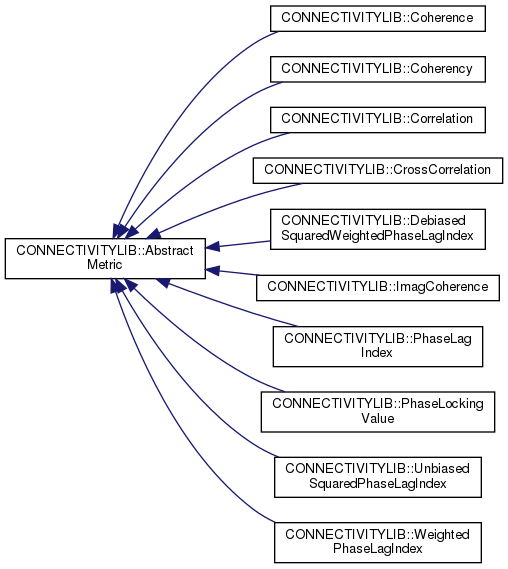 CONNECTIVITYLIB::Coherence
CONNECTIVITYLIB::Coherency
CONNECTIVITYLIB::Correlation
CONNECTIVITYLIB::CrossCorrelation
CONNECTIVITYLIB::Debiased
SquaredWeightedPhaseLagIndex
CONNECTIVITYLIB::Abstract
Metric
CONNECTIVITYLIB::ImagCoherence
CONNECTIVITYLIB::PhaseLag
Index
CONNECTIVITYLIB::PhaseLocking
Value
CONNECTIVITYLIB::Unbiased
SquaredPhaseLagIndex
CONNECTIVITYLIB::Weighted
PhaseLagIndex